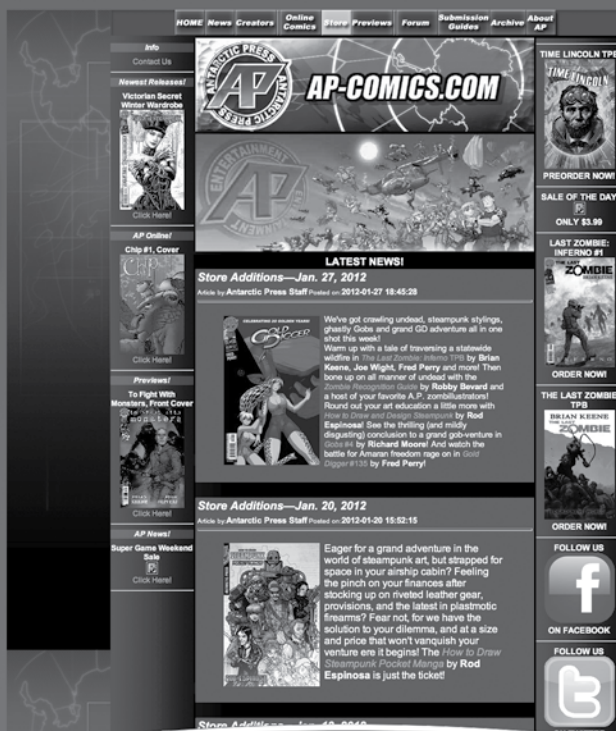 HOME News Creators Online Comics Store Previews Forum Submission Guides Archive About AP
Info
Contact Us
Newest Releases!
Victorian Secret
Winter Wardrobe
Click Here!
AP Online!
Chip #1, Cover
Click Here!
Previews!
To Fight With
Monsters, Front Cover
monsters
Click Here!
AP News!
Super Game Weekend
Sale
Click Here!
ANTARCTIC PRESS
AP
ANTARCTIC PRESS
AP-COMICS.COM
ENTERTAINMENT
AP
LATEST NEWS!
Store Additions—Jan. 27, 2012
Article by Antarctic Press Staff Posted on 2012-01-27 18:45:28
GOLD DIGGER
We've got crawling undead, steampunk stylings,
ghastly Gobs and grand GD adventure all in one
shot this week!
Warm up with a tale of traversing a statewide
wildfire in The Last Zombie: Inferno TPB by Brian
Keene, Joe Wight, Fred Perry and more! Then
bone up on all manner of undead with the
Zombie Recognition Guide by Robby Bevard and
a host of your favorite A.P. zombillustrators!
Round out your art education a little more with
How to Draw and Design Steampunk by Rod
Espinosa! See the thrilling (and mildly
disgusting) conclusion to a grand gob-venture in
Gobs #4 by Richard Moore! And watch the
battle for Amaran freedom rage on in Gold
Digger #135 by Fred Perry!
Store Additions—Jan. 20, 2012
Article by Antarctic Press Staff Posted on 2012-01-20 15:52:15
STEAMPUNK
Eager for a grand adventure in the
world of steampunk art, but strapped for
space in your airship cabin? Feeling
the pinch on your finances after
stocking up on riveted leather gear,
provisions, and the latest in plastmotic
firearms? Fear not, for we have the
solution to your dilemma, and at a size
and price that won't vanquish your
venture ere it begins! The How to Draw
Steampunk Pocket Manga by Rod
Espinosa is just the ticket!
Store Additions—Jan.
TIME LINCOLN TPB
TIME LINCOLN
PREORDER NOW!
SALE OF THE DAY
ONLY $3.99
LAST ZOMBIE:
INFERNO #1
THE LAST
ZOMBIE
ORDER NOW!
THE LAST ZOMBIE
TPB
BRIAN KEENE
THE LAST
ZOMBIE
ORDER NOW!
FOLLOW US
f
ON FACEBOOK
FOLLOW US
t